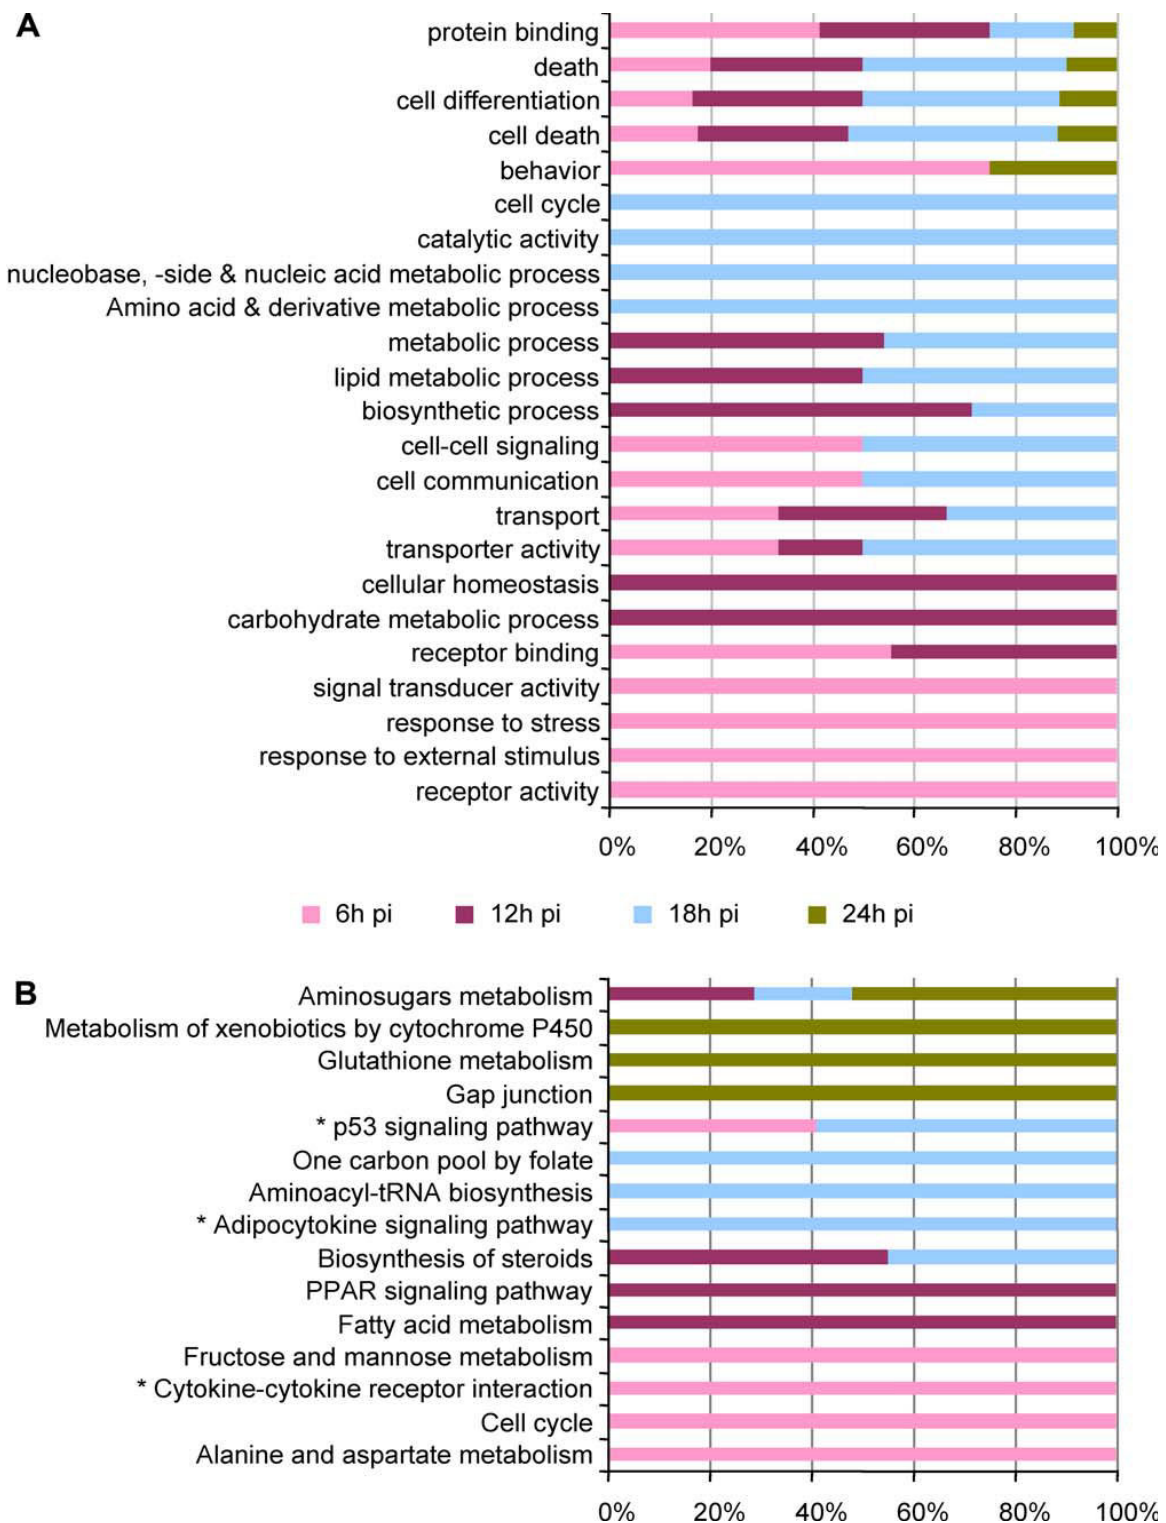 A
protein binding
death
cell differentiation
cell death
behavior
cell cycle
catalytic activity
nucleobase, -side & nucleic acid metabolic process
Amino acid & derivative metabolic process
metabolic process
lipid metabolic process
biosynthetic process
cell-cell signaling
cell communication
transport
transporter activity
cellular homeostasis
carbohydrate metabolic process
receptor binding
signal transducer activity
response to stress
response to external stimulus
receptor activity
0% 20% 40% 60% 80% 100%
6h pi 12h pi 18h pi 24h pi
B
Aminosugars metabolism
Metabolism of xenobiotics by cytochrome P450
Glutathione metabolism
Gap junction
* p53 signaling pathway
One carbon pool by folate
Aminoacyl-tRNA biosynthesis
* Adipocytokine signaling pathway
Biosynthesis of steroids
PPAR signaling pathway
Fatty acid metabolism
Fructose and mannose metabolism
* Cytokine-cytokine receptor interaction
Cell cycle
Alanine and aspartate metabolism
0% 20% 40% 60% 80% 100%